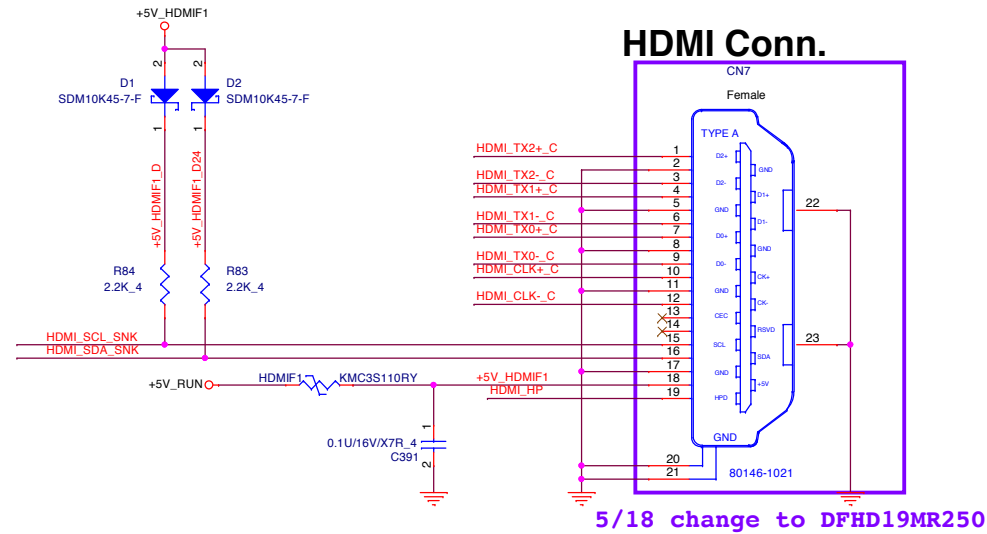 +5V_HDMIF1
HDMI Conn.
CN7
Female
D1
SDM10K45-7-F
D2
SDM10K45-7-F
2
2
1
1
+5V_HDMIF1_D
+5V_HDMIF1_D24
R84
2.2K_4
R83
2.2K_4
TYPE A
HDMI_TX2+_C
1
D2+
2
GND
HDMI_TX2-_C
3
D2-
HDMI_TX1+_C
4
D1+
5
GND
HDMI_TX1-_C
6
D1-
HDMI_TX0+_C
7
D0+
8
GND
HDMI_TX0-_C
9
D0-
HDMI_CLK+_C
10
CK+
11
GND
HDMI_CLK-_C
12
CK-
13
CEC
14
RSVD
HDMI_SCL_SNK
15
SCL
HDMI_SDA_SNK
16
SDA
17
GND
+5V_RUN
HDMIF1
KMC3S110RY
+5V_HDMIF1
18
+5V
HDMI_HP
19
HPD
22
23
1
0.1U/16V/X7R_4
C391
2
GND
20
21
80146-1021
5/18 change to DFHD19MR250